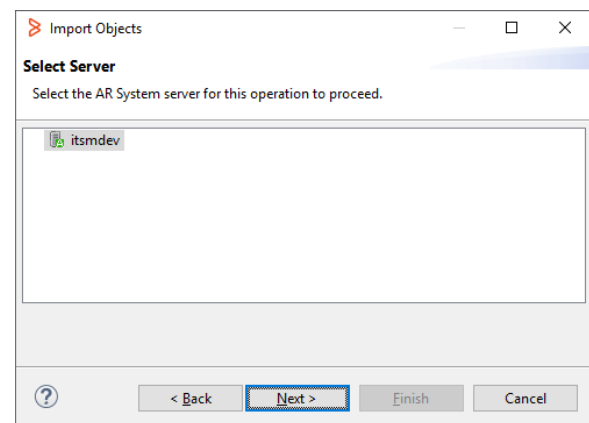 Import Objects
Select Server
Select the AR System server for this operation to proceed.
itsmdev
? < Back Next > Finish Cancel